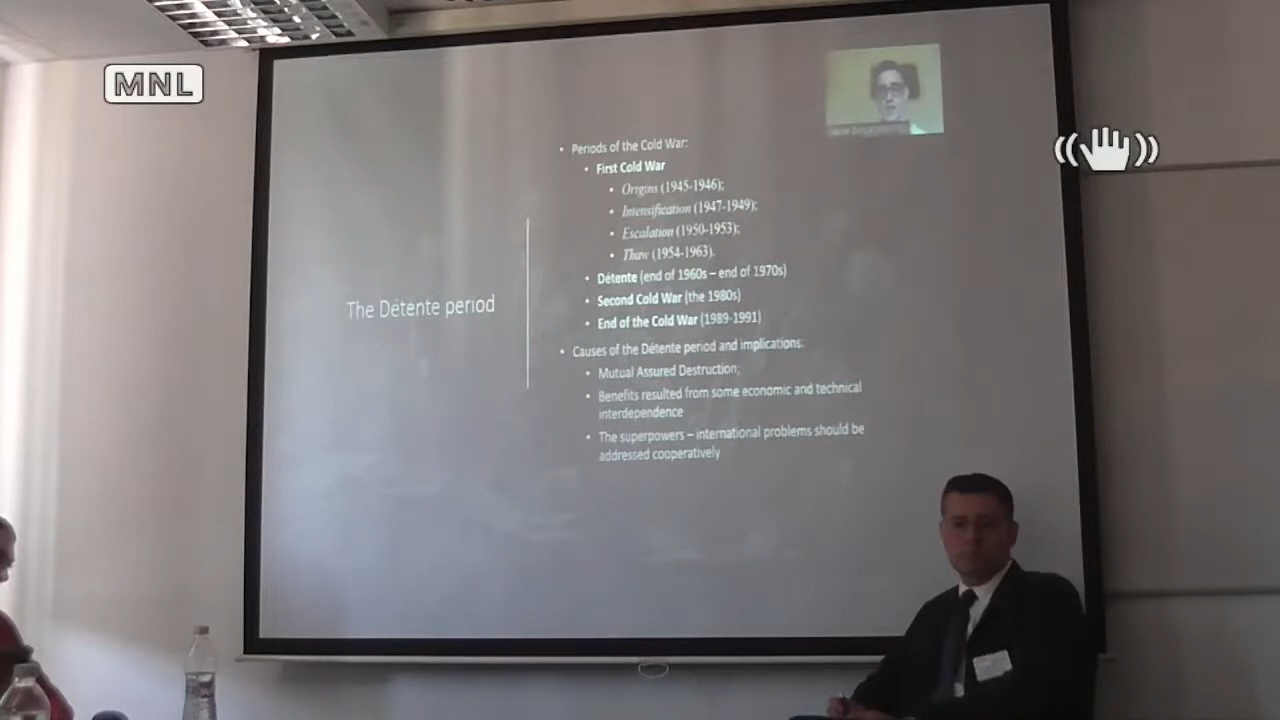 MNL
The Détente period
• Periods of the Cold War:
• First Cold War
• Origins (1945-1946);
• Intensification (1947-1949);
• Escalation (1950-1953);
• Thaw (1954-1963).
• Détente (end of 1960s – end of 1970s)
• Second Cold War (the 1980s)
• End of the Cold War (1989-1991)
• Causes of the Détente period and implications:
• Mutual Assured Destruction;
• Benefits resulted from some economic and technical
interdependence
• The superpowers – international problems should be
addressed cooperatively